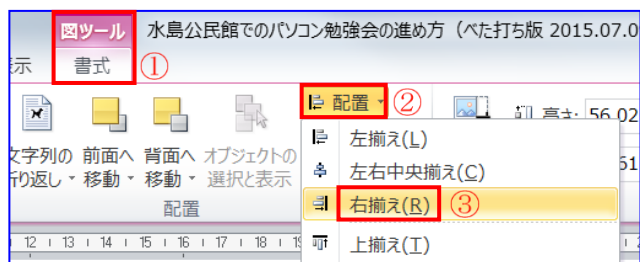 図ツール 水島公民館でのパソコン勉強会の進め方（べた打ち版 2015.07.0
表示 書式 ①
配置 ② 高さ: 56.02
文字列の 前面へ 背面へ オブジェクトの 左揃え(L)
折り返し 移動 移動 選択と表示 左右中央揃え(C) 61
配置 右揃え(R) ③
12 13 14 15 16 17 18 19 上揃え(T)